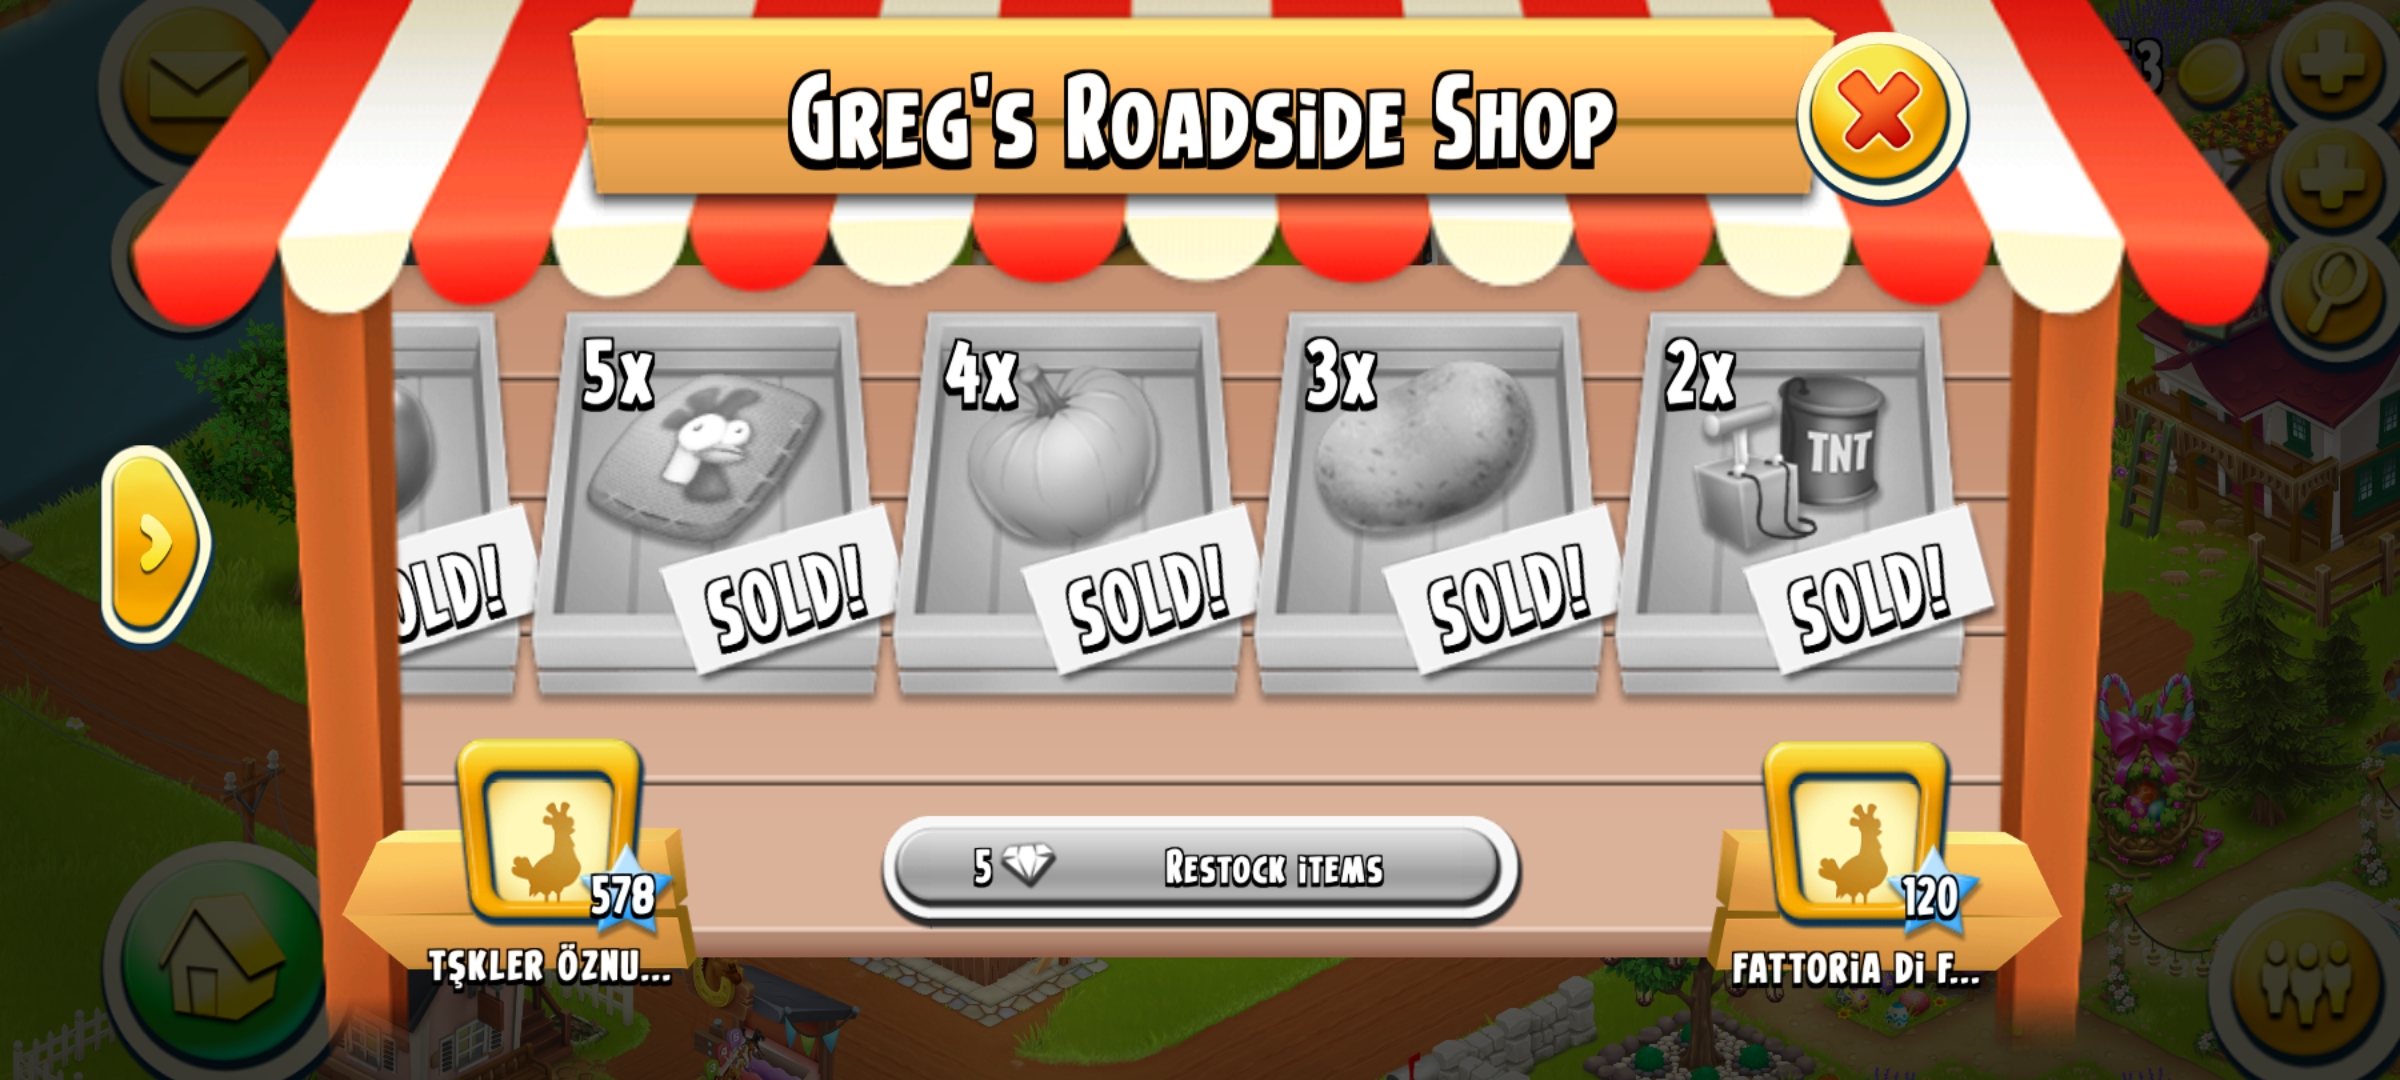 GREG'S ROADSIDE SHOP
5x
4x
3x
2x
TNT
SOLD!
SOLD!
SOLD!
SOLD!
5 RESTOCK ITEMS
578
120
TŞKLER ÖZNU...
FATTORIA DI F...